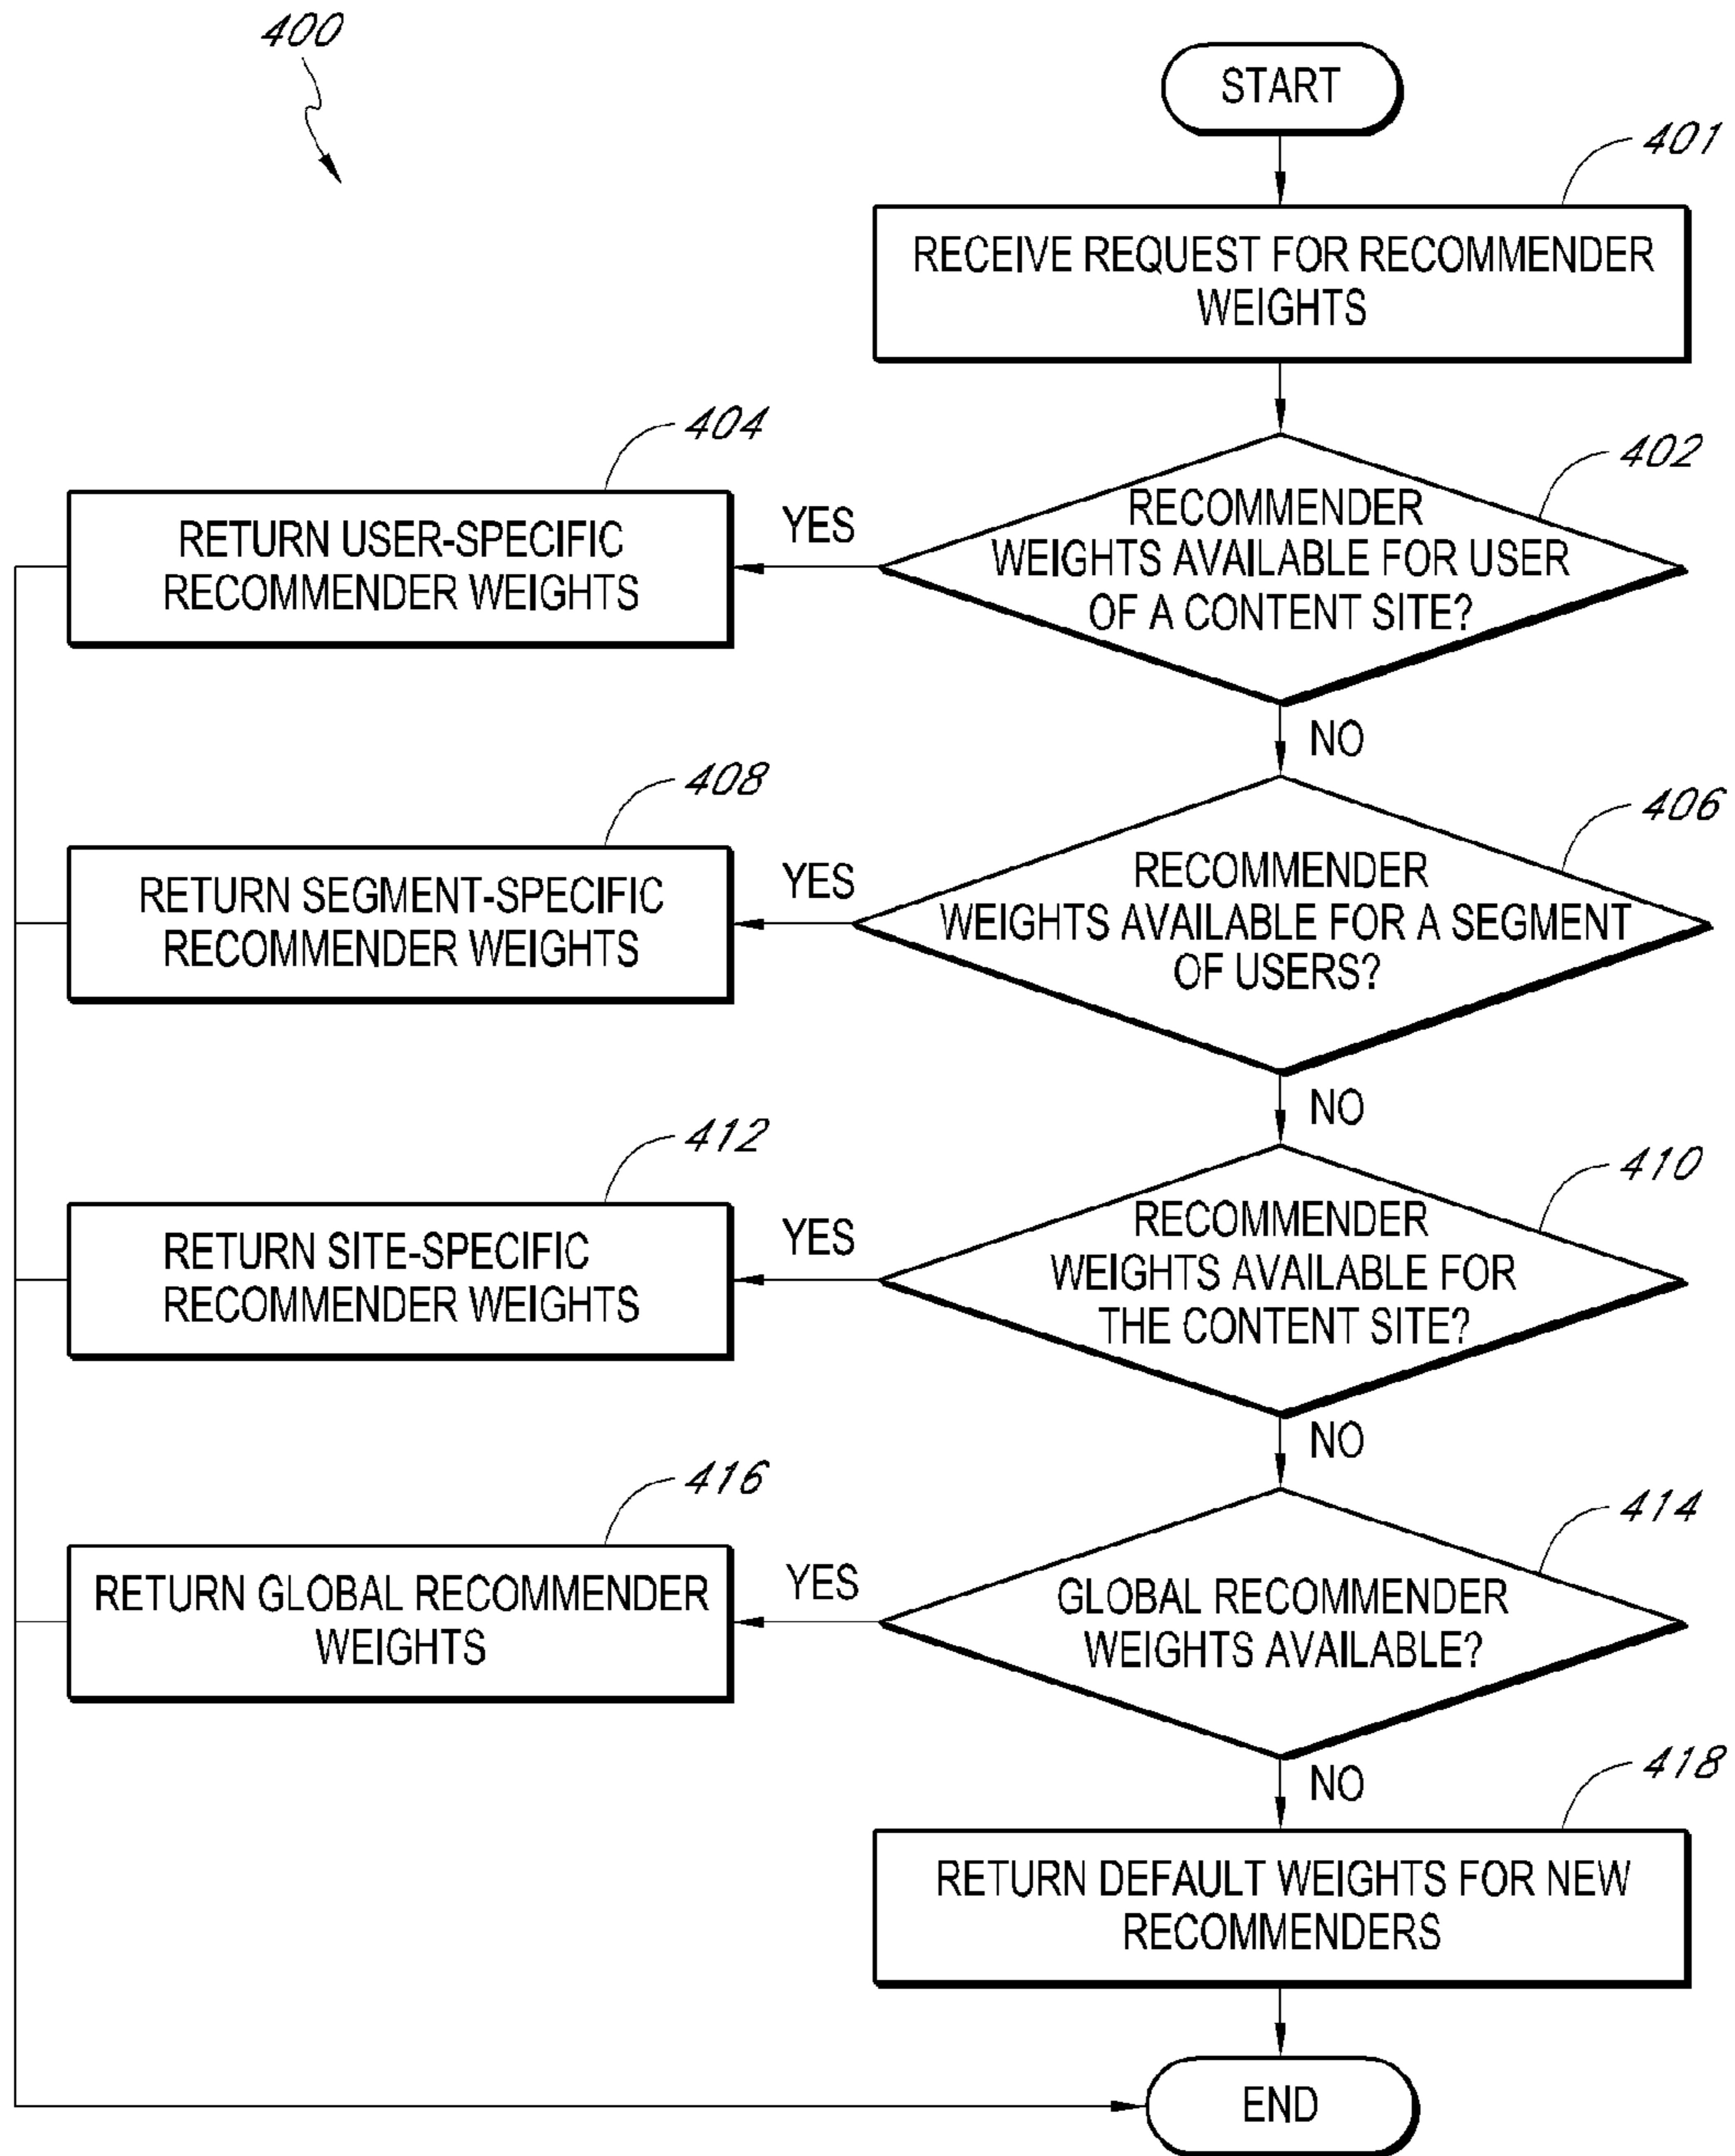 400
START
401
RECEIVE REQUEST FOR RECOMMENDER
WEIGHTS
402
RECOMMENDER
WEIGHTS AVAILABLE FOR USER
OF A CONTENT SITE?
YES
404
RETURN USER-SPECIFIC
RECOMMENDER WEIGHTS
NO
406
RECOMMENDER
WEIGHTS AVAILABLE FOR A SEGMENT
OF USERS?
YES
408
RETURN SEGMENT-SPECIFIC
RECOMMENDER WEIGHTS
NO
410
RECOMMENDER
WEIGHTS AVAILABLE FOR
THE CONTENT SITE?
YES
412
RETURN SITE-SPECIFIC
RECOMMENDER WEIGHTS
NO
414
GLOBAL RECOMMENDER
WEIGHTS AVAILABLE?
YES
416
RETURN GLOBAL RECOMMENDER
WEIGHTS
NO
418
RETURN DEFAULT WEIGHTS FOR NEW
RECOMMENDERS
END